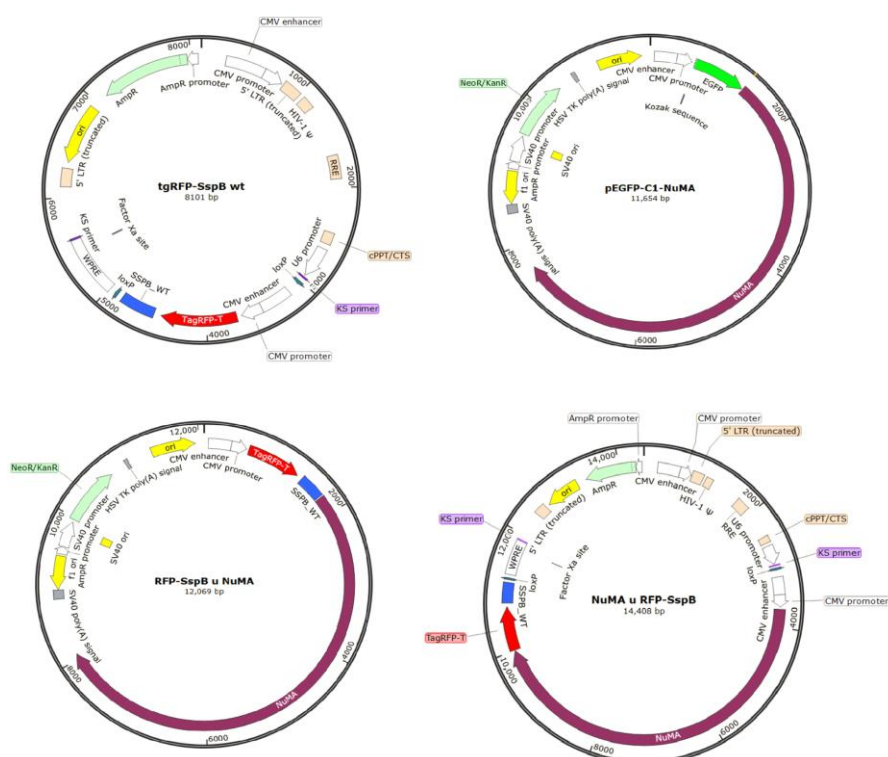 CMV enhancer
8000
CMV promoter
1000
AmpR promoter
5' LTR (truncated)
HIV-1 Ψ
AmpR
7000
ori
5' LTR (truncated)
RRE
2000
tgRFP-SspB wt
8101 bp
6000
KS primer
Factor Xa site
WPRE
cPPT/CTS
U6 promoter
loxP
SSPB_WT
loxP
CMV enhancer
KS primer
5000
TagRFP-T
4000
CMV promoter
ori
CMV enhancer
CMV promoter
EGFP
NeoR/KanR
HSV TK poly(A) signal
Kozak sequence
2000
10,000
SV40 promoter
SV40 ori
AmpR promoter
f1 ori
pEGFP-C1-NuMA
11,654 bp
SV40 poly(A) signal
8000
4000
NuMA
6000
12,000
ori
CMV enhancer
CMV promoter
TagRFP-T
NeoR/KanR
HSV TK poly(A) signal
SSPB_WT
2000
10,000
SV40 promoter
SV40 ori
AmpR promoter
f1 ori
RFP-SspB u NuMA
12,069 bp
SV40 poly(A) signal
8000
4000
NuMA
6000
AmpR promoter
CMV promoter
5' LTR (truncated)
14,000
AmpR
CMV enhancer
HIV-1 Ψ
ori
5' LTR (truncated)
2000
RRE
KS primer
cPPT/CTS
U6 promoter
12,000
WPRE
KS primer
loxP
Factor Xa site
loxP
SSPB_WT
CMV enhancer
CMV promoter
4000
NuMA u RFP-SspB
14,408 bp
TagRFP-T
10,000
NuMA
6000
8000